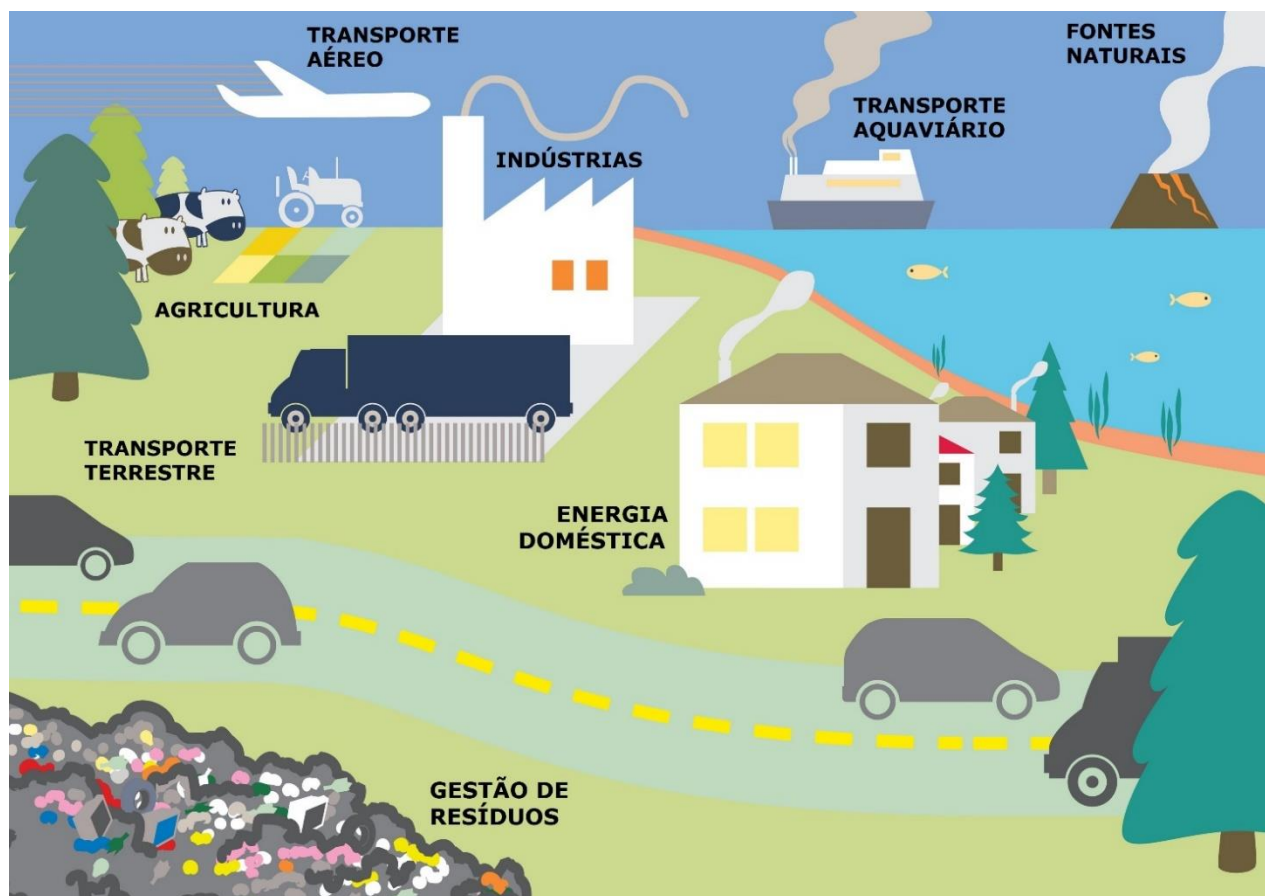 TRANSPORTE
AÉREO
FONTES
NATURAIS
TRANSPORTE
AQUAVIÁRIO
INDÚSTRIAS
AGRICULTURA
TRANSPORTE
TERRESTRE
ENERGIA
DOMÉSTICA
GESTÃO DE
RESÍDUOS